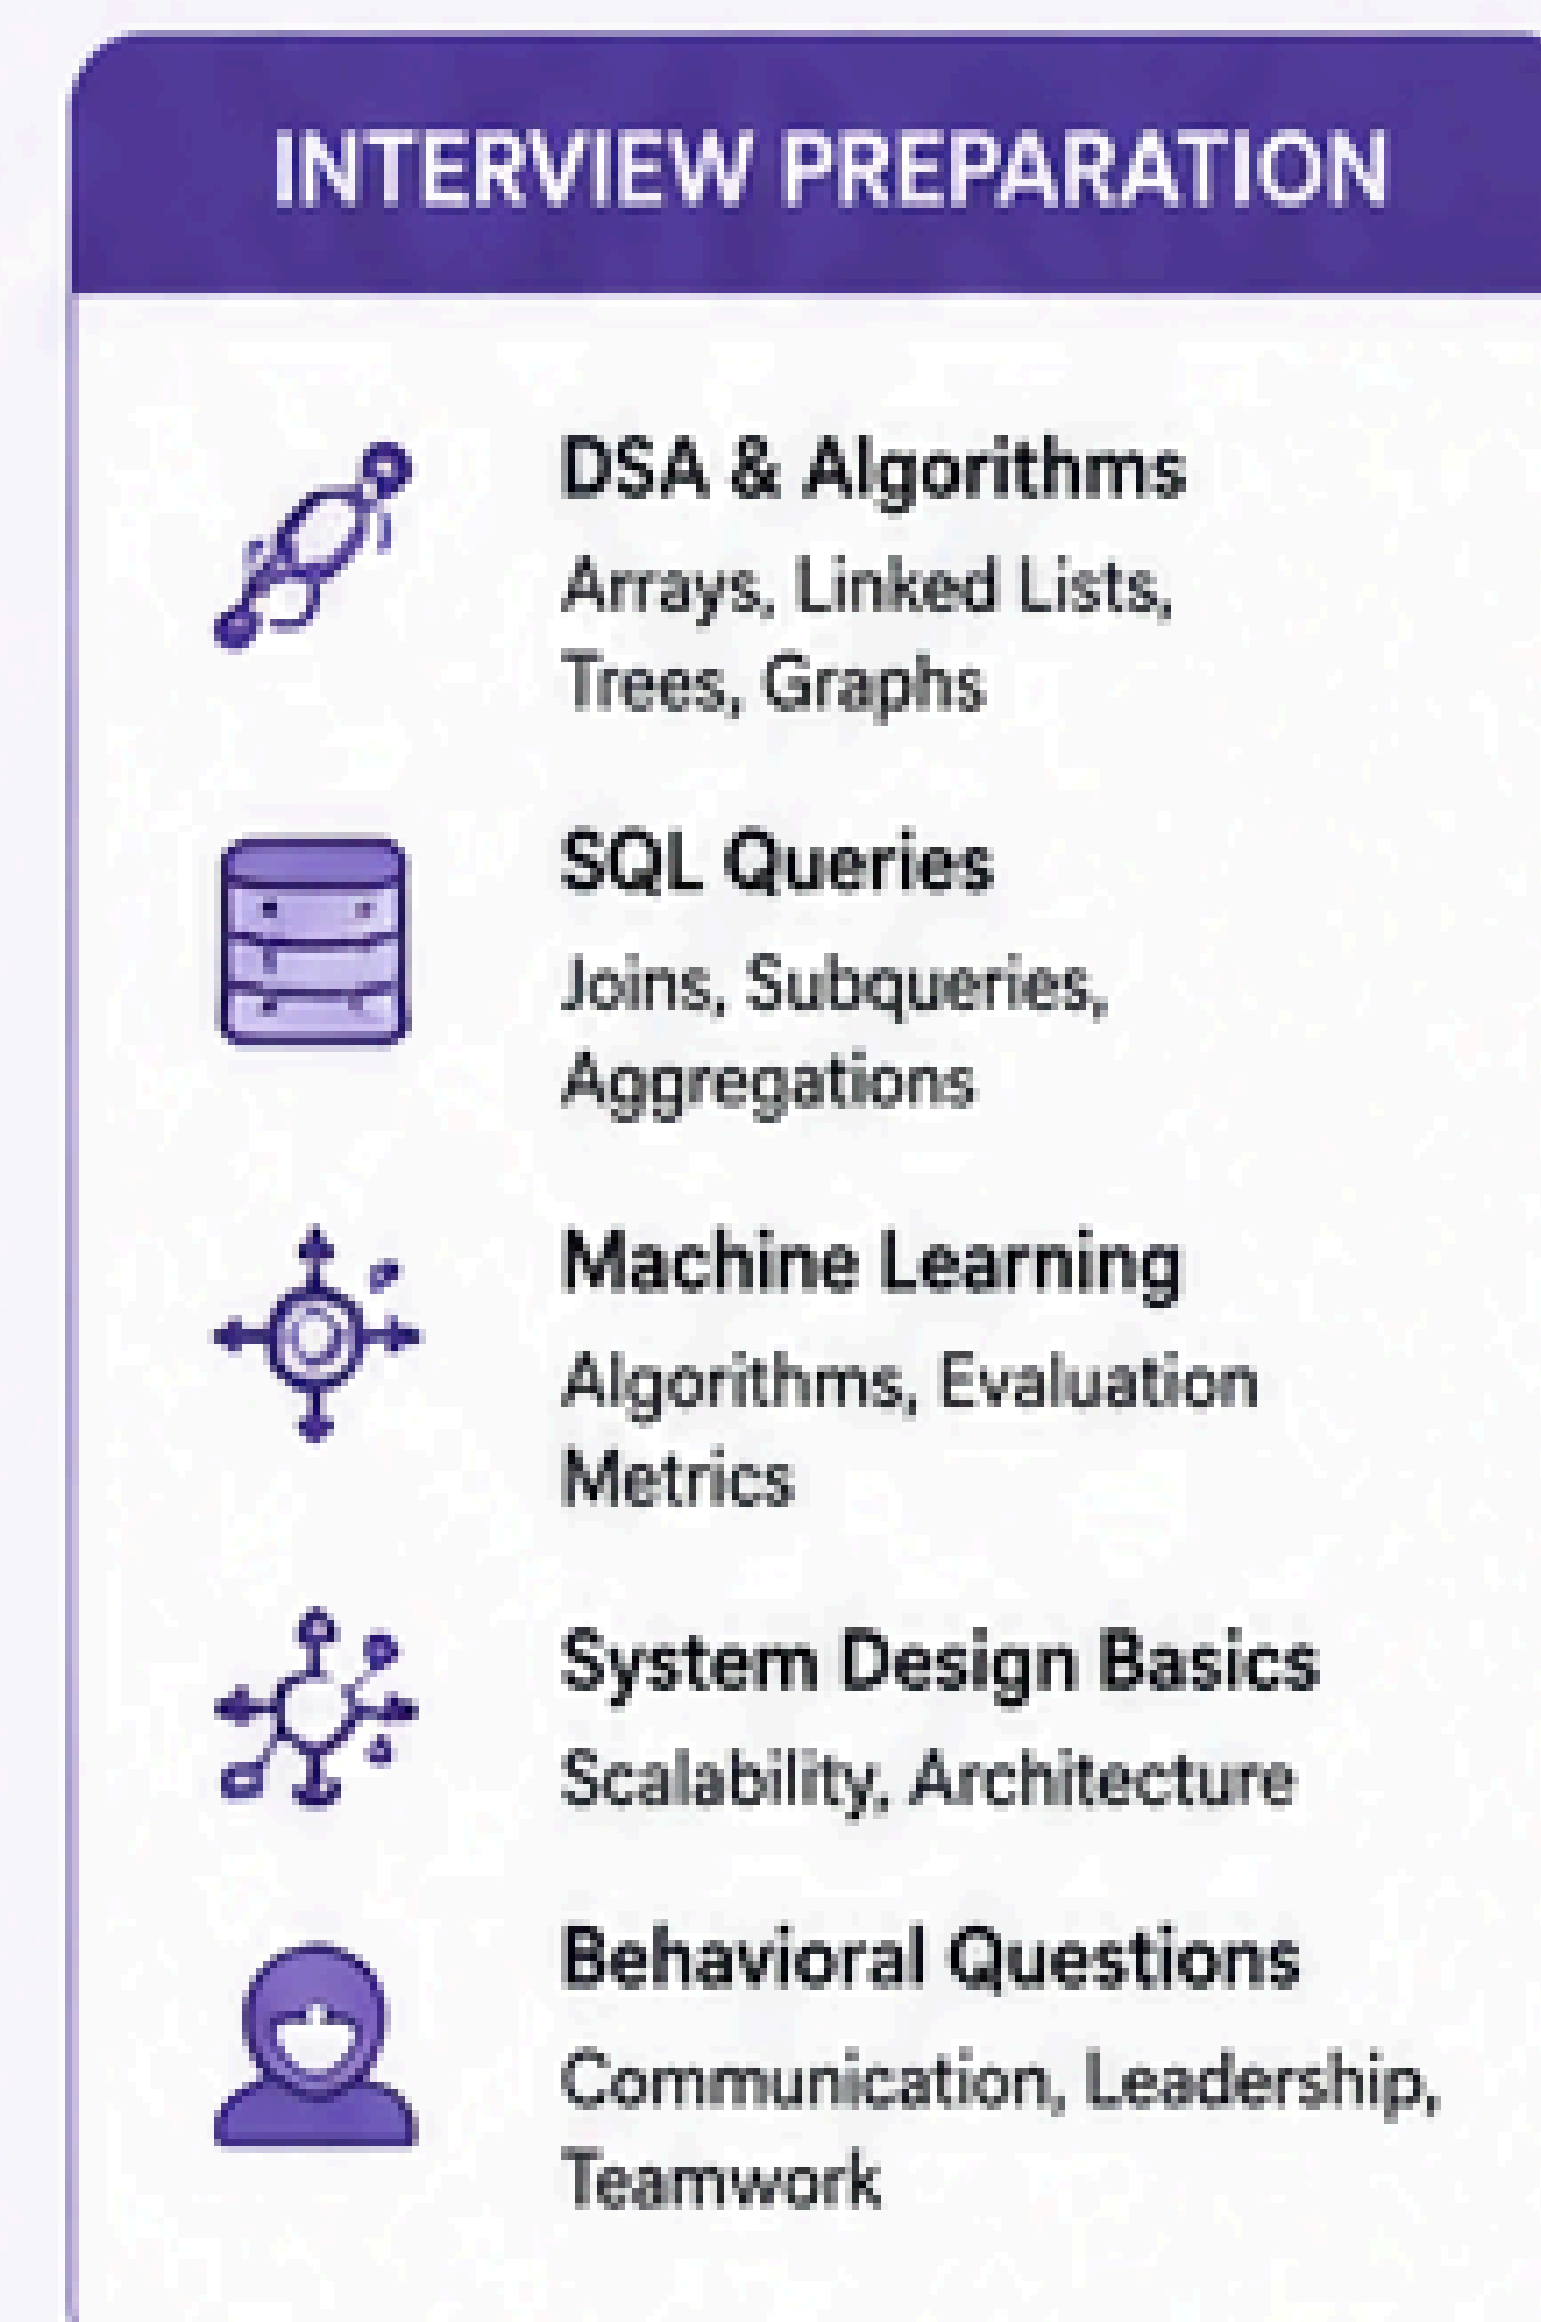 INTERVIEW PREPARATION
DSA & Algorithms
Arrays, Linked Lists,
Trees, Graphs
SQL Queries
Joins, Subqueries,
Aggregations
Machine Learning
Algorithms, Evaluation
Metrics
System Design Basics
Scalability, Architecture
Behavioral Questions
Communication, Leadership,
Teamwork